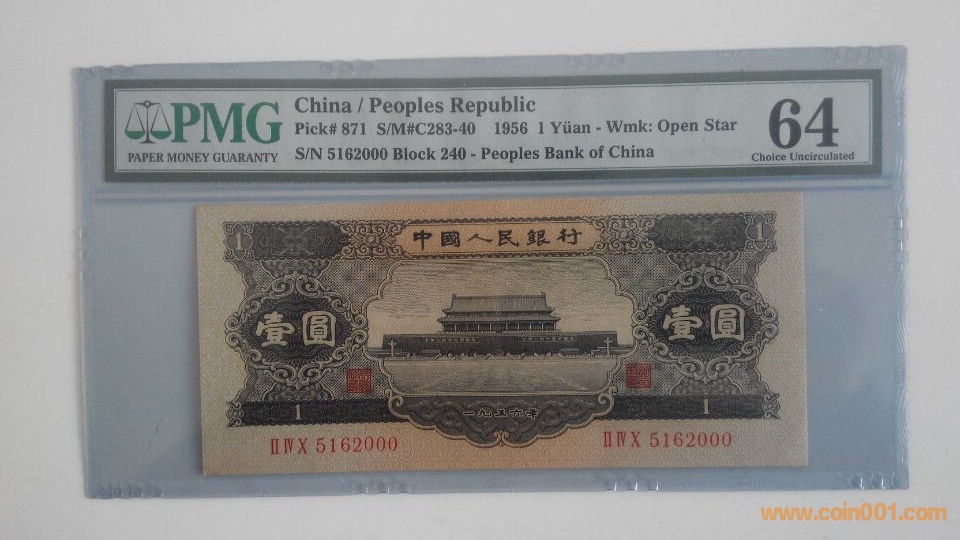 PMG
PAPER MONEY GUARANTY
China / Peoples Republic
Pick# 871 S/M#C283-40 1956 1 Yüan - Wmk: Open Star
S/N 5162000 Block 240 - Peoples Bank of China
64
Choice Uncirculated
1 中國人民銀行 1
壹圓 壹圓
1 1
一九五六年
ⅡⅣⅩ 5162000 ⅡⅣⅩ 5162000
www.coin001.com